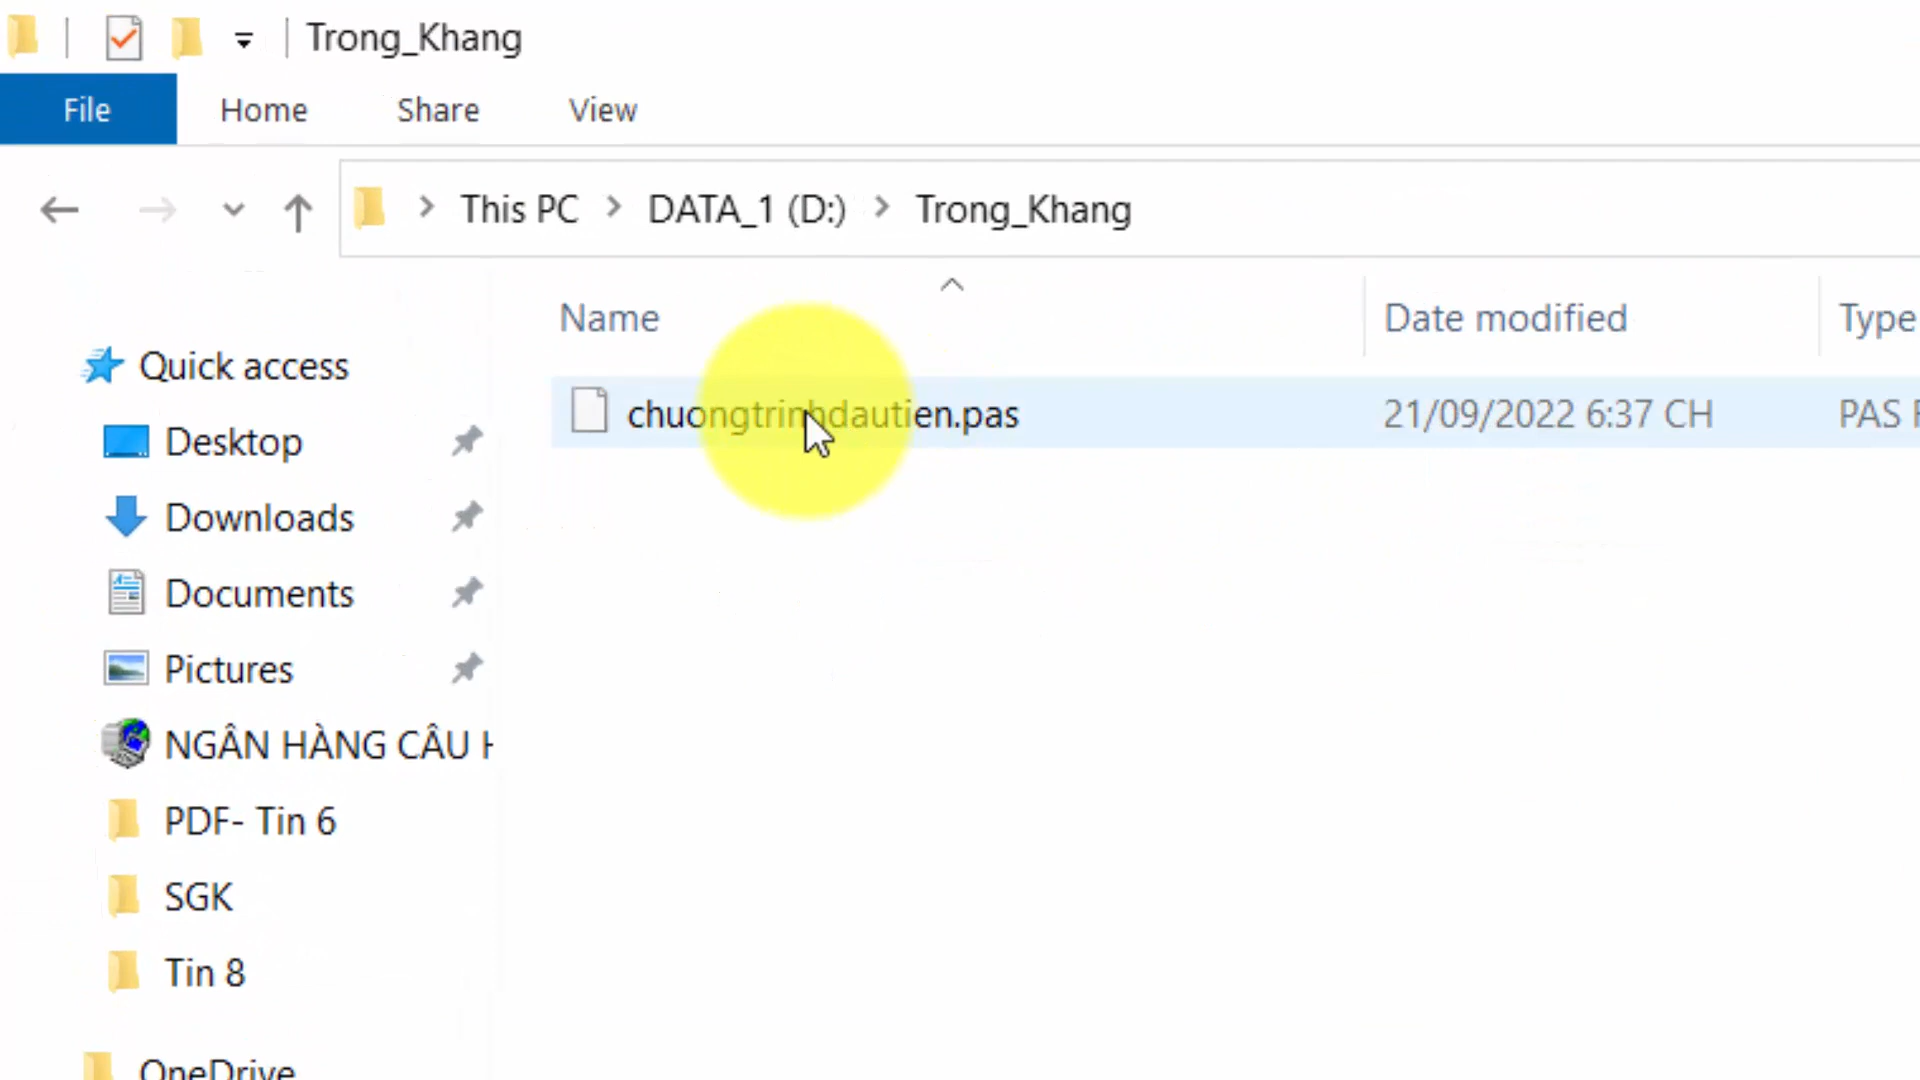 Trong_Khang
File Home Share View
This PC > DATA_1 (D:) > Trong_Khang
Name Date modified Type
Quick access
chuongtrinhdautien.pas 21/09/2022 6:37 CH PAS
Desktop
Downloads
Documents
Pictures
NGÂN HÀNG CÂU
PDF- Tin 6
SGK
Tin 8
OneDrive